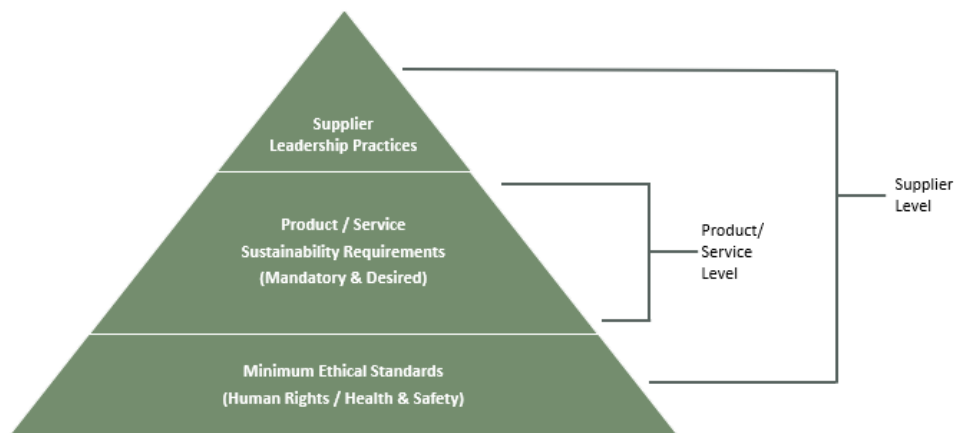 Supplier
Leadership Practices
Product / Service
Sustainability Requirements
(Mandatory & Desired)
Minimum Ethical Standards
(Human Rights / Health & Safety)
Product/
Service
Level
Supplier
Level